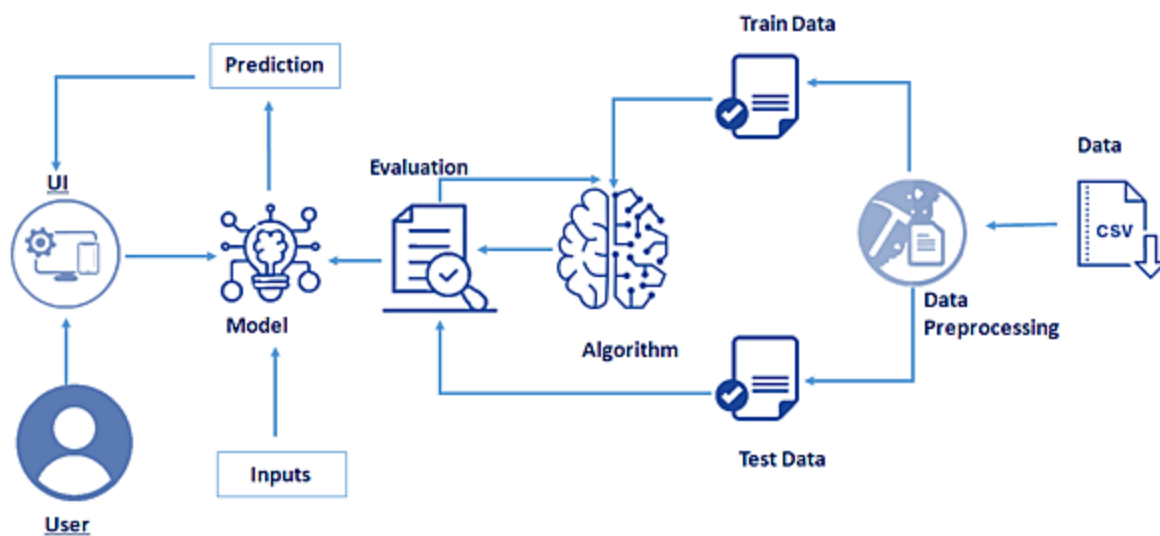 Train Data
Prediction
Data
Evaluation
UI
CSV
Model
Data
Preprocessing
Algorithm
Test Data
Inputs
User